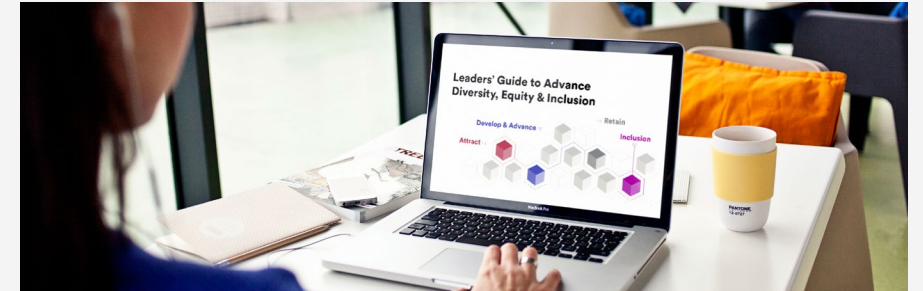 Leaders' Guide to Advance
Diversity, Equity & Inclusion
Develop & Advance
Retain
Inclusion
Attract
MacBook Pro
PANTONE